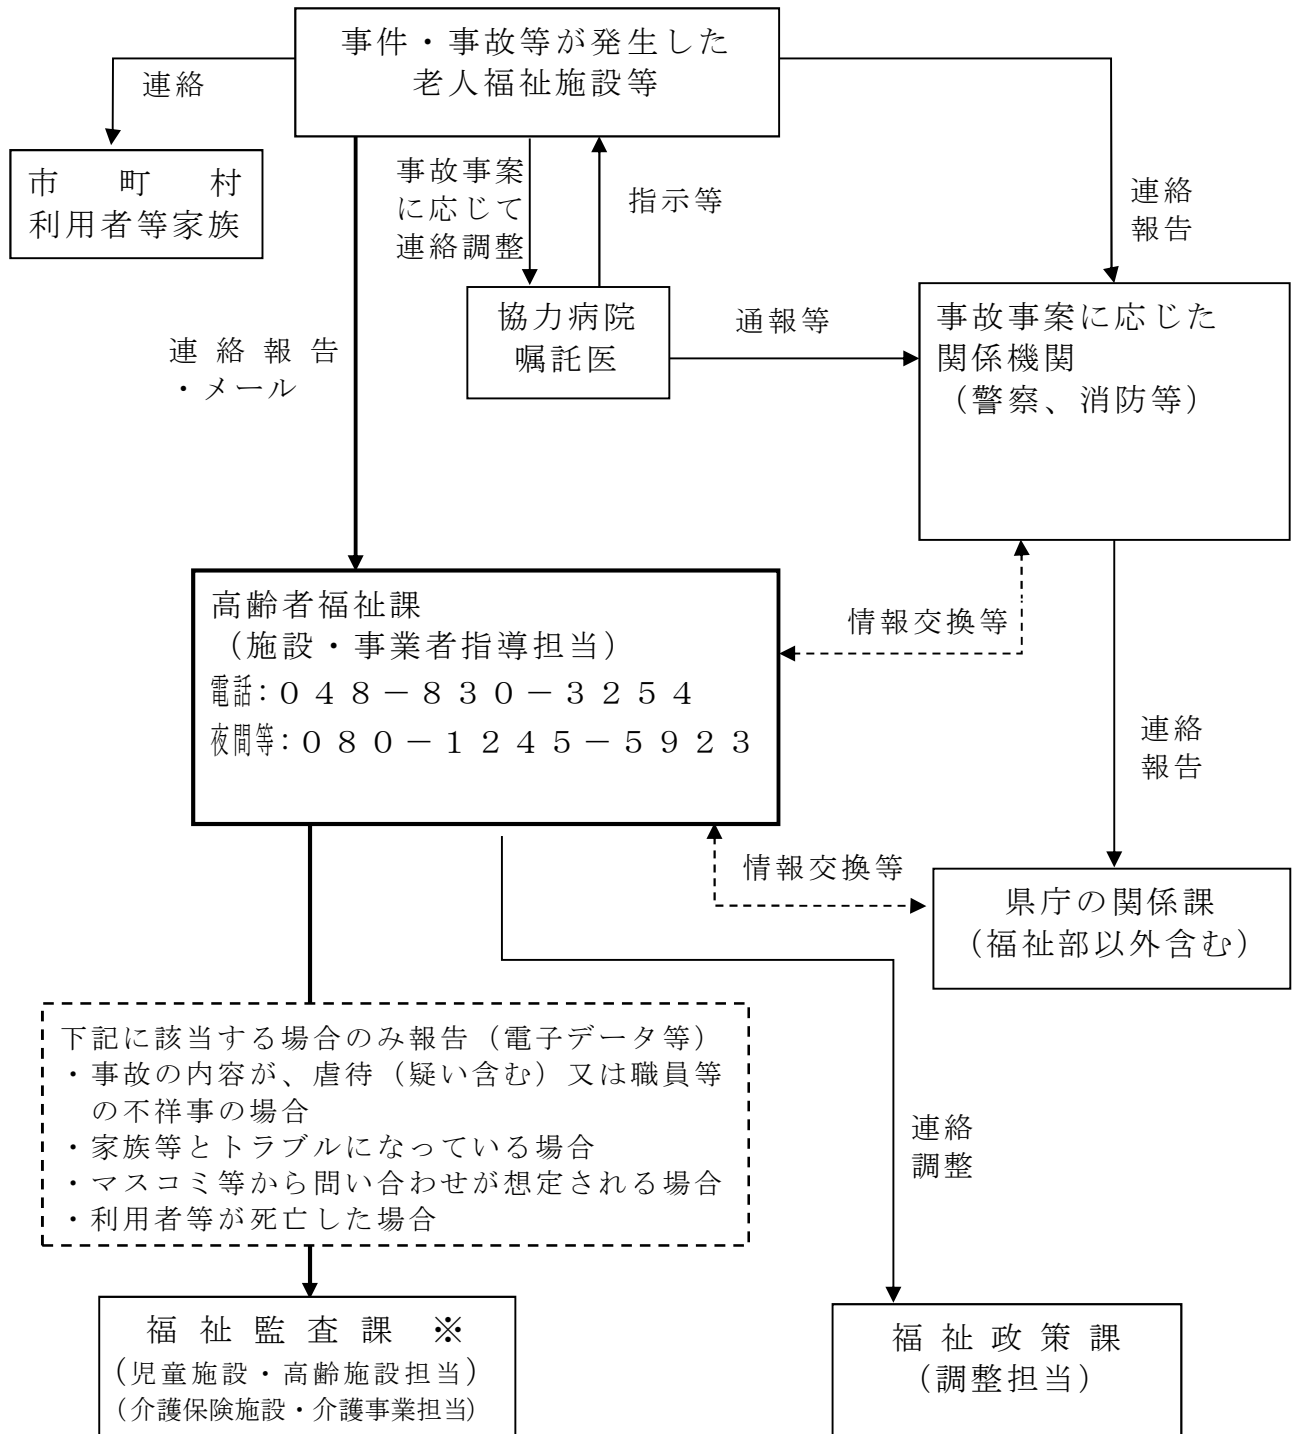 事件・事故等が発生した
老人福祉施設等
連絡
市町村
利用者等家族
事故事案
に応じて
連絡調整
指示等
連絡
報告
協力病院
嘱託医
通報等
事故事案に応じた
関係機関
（警察、消防等）
連絡報告
・メール
高齢者福祉課
（施設・事業者指導担当）
電話：０４８－８３０－３２５４
夜間等：０８０－１２４５－５９２３
情報交換等
連絡
報告
情報交換等
県庁の関係課
（福祉部以外含む）
下記に該当する場合のみ報告（電子データ等）
・事故の内容が、虐待（疑い含む）又は職員等
の不祥事の場合
・家族等とトラブルになっている場合
・マスコミ等から問い合わせが想定される場合
・利用者等が死亡した場合
連絡
調整
福祉監査課　※
（児童施設・高齢施設担当）
（介護保険施設・介護事業担当）
福祉政策課
（調整担当）